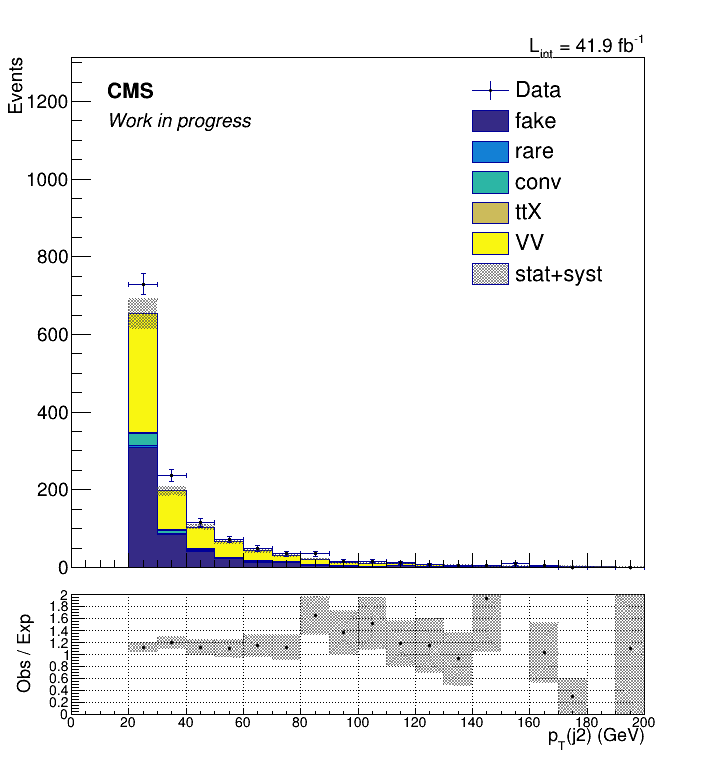 L_int = 41.9 fb^-1
Events
CMS
Work in progress
Data
fake
rare
conv
ttX
VV
stat+syst
1200
1000
800
600
400
200
0
Obs / Exp
2
1.8
1.6
1.4
1.2
1
0.8
0.6
0.4
0.2
0
0 20 40 60 80 100 120 140 160 180 200
p_T(j2) (GeV)